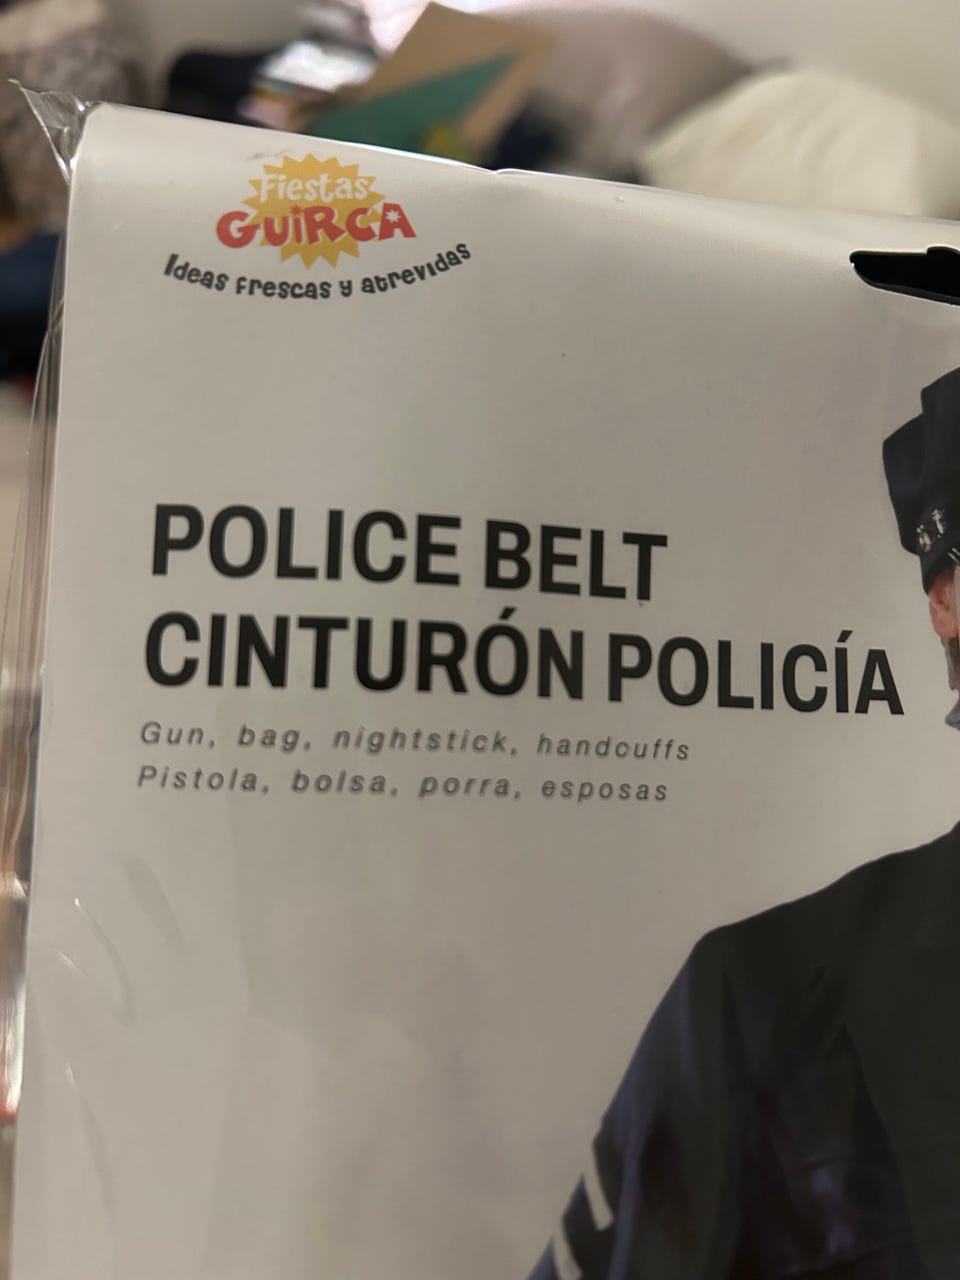 Fiestas
GUIRCA
Ideas frescas y atrevidas
POLICE BELT
CINTURÓN POLICÍA
Gun, bag, nightstick, handcuffs
Pistola, bolsa, porra, esposas